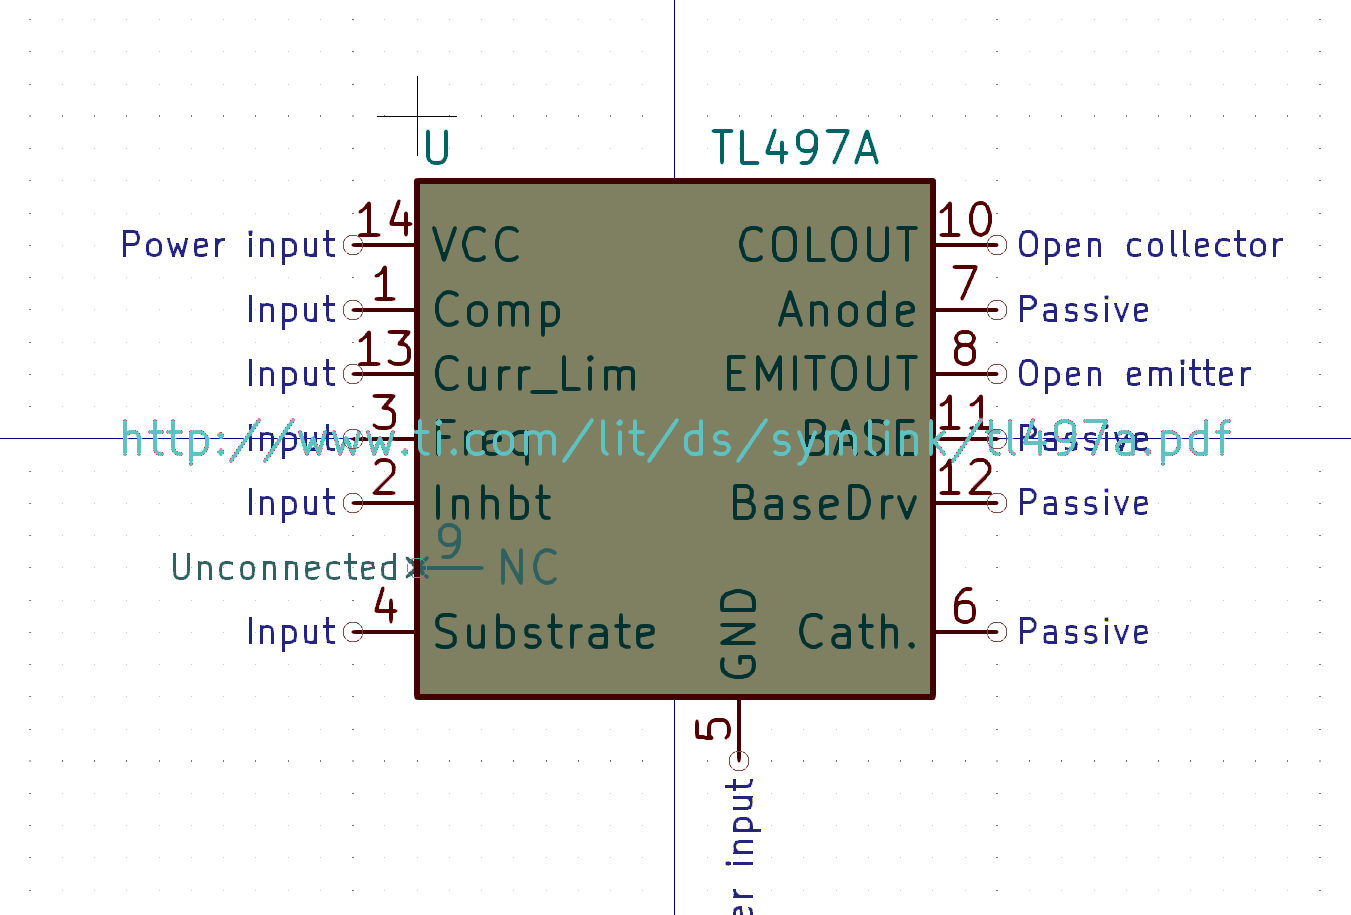 U TL497A
14 10
Power input VCC COLOUT Open collector
1 7
Input Comp Anode Passive
13 8
Input Curr_Lim EMITOUT Open emitter
3 11
Input Freq BASE Passive
http://www.ti.com/lit/ds/symlink/tl497a.pdf
2 12
Input Inhbt BaseDrv Passive
9
Unconnected NC
4 6
Input Substrate Cath. Passive
GND
5
er input